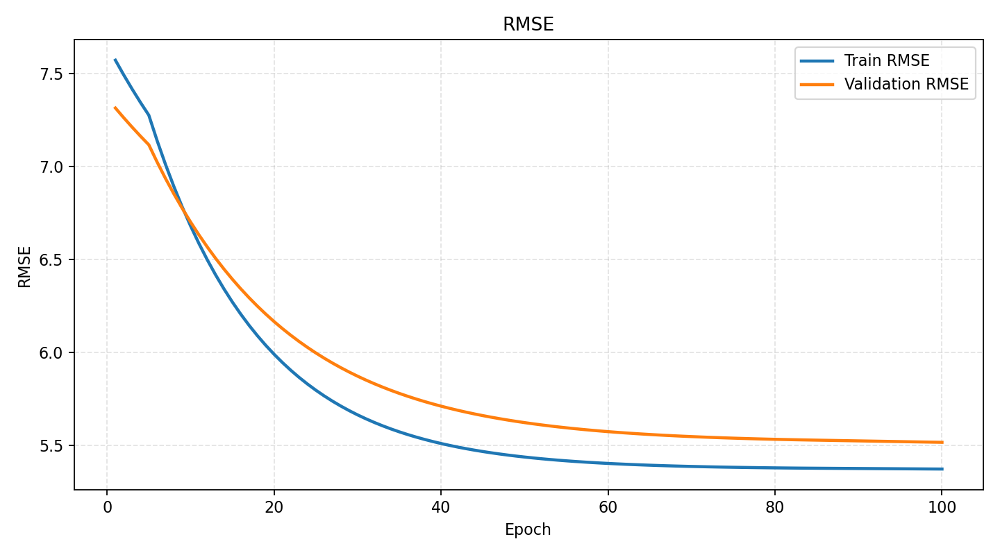 RMSE
Train RMSE
Validation RMSE
7.5
7.0
6.5
6.0
5.5
RMSE
0 20 40 60 80 100
Epoch